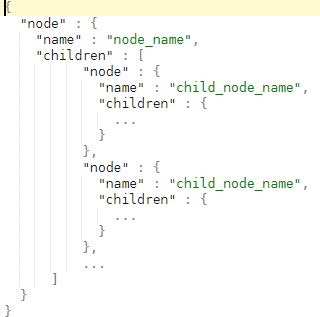 {
  "node" : {
    "name" : "node_name",
    "children" : [
          "node" : {
            "name" : "child_node_name",
            "children" : {
              ...
            }
          },
          "node" : {
            "name" : "child_node_name",
            "children" : {
              ...
            }
          },
          ...
      ]
  }
}